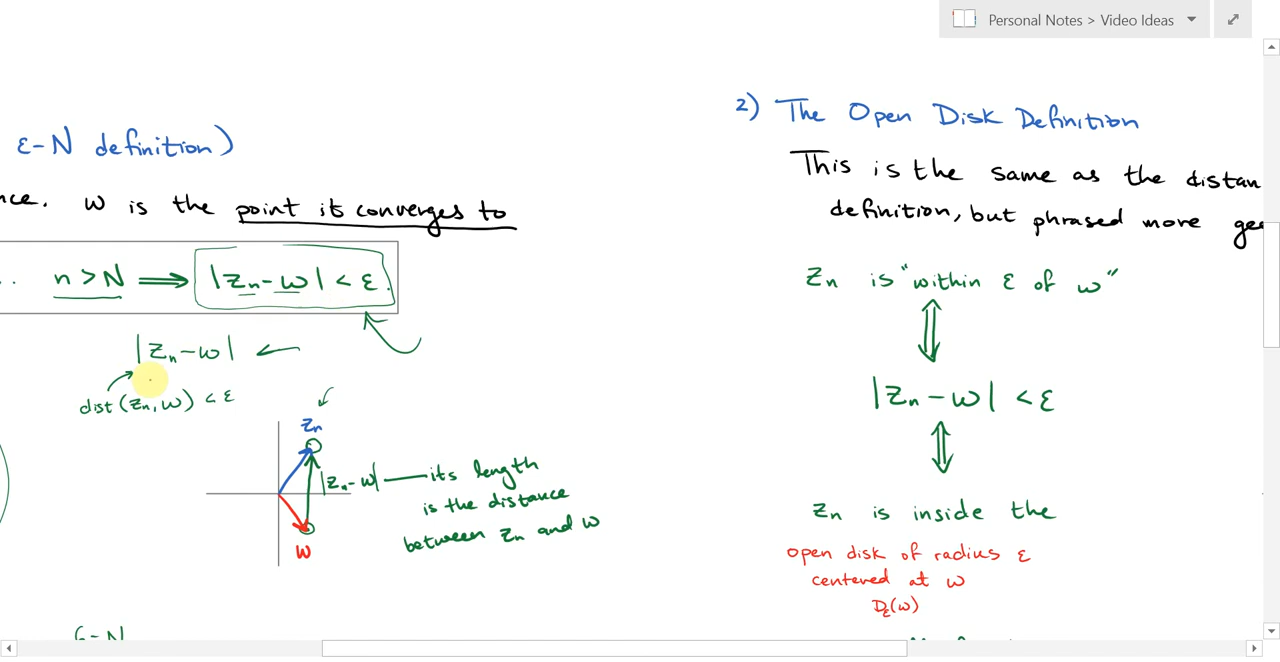 Personal Notes > Video Ideas
ε-N definition)
nce. w is the point it converges to
.. n > N ⟹ |Zn-w| < ε.
|Zn-w| ←
dist (Zn, w) < ε
Zn
|Zn-w| — its length
is the distance
between Zn and w
w
2) The Open Disk Definition
This is the same as the distan
definition, but phrased more ge
Zn is "within ε of w"
⇕
|Zn-w| < ε
⇕
Zn is inside the
open disk of radius ε
centered at w
Dε(w)